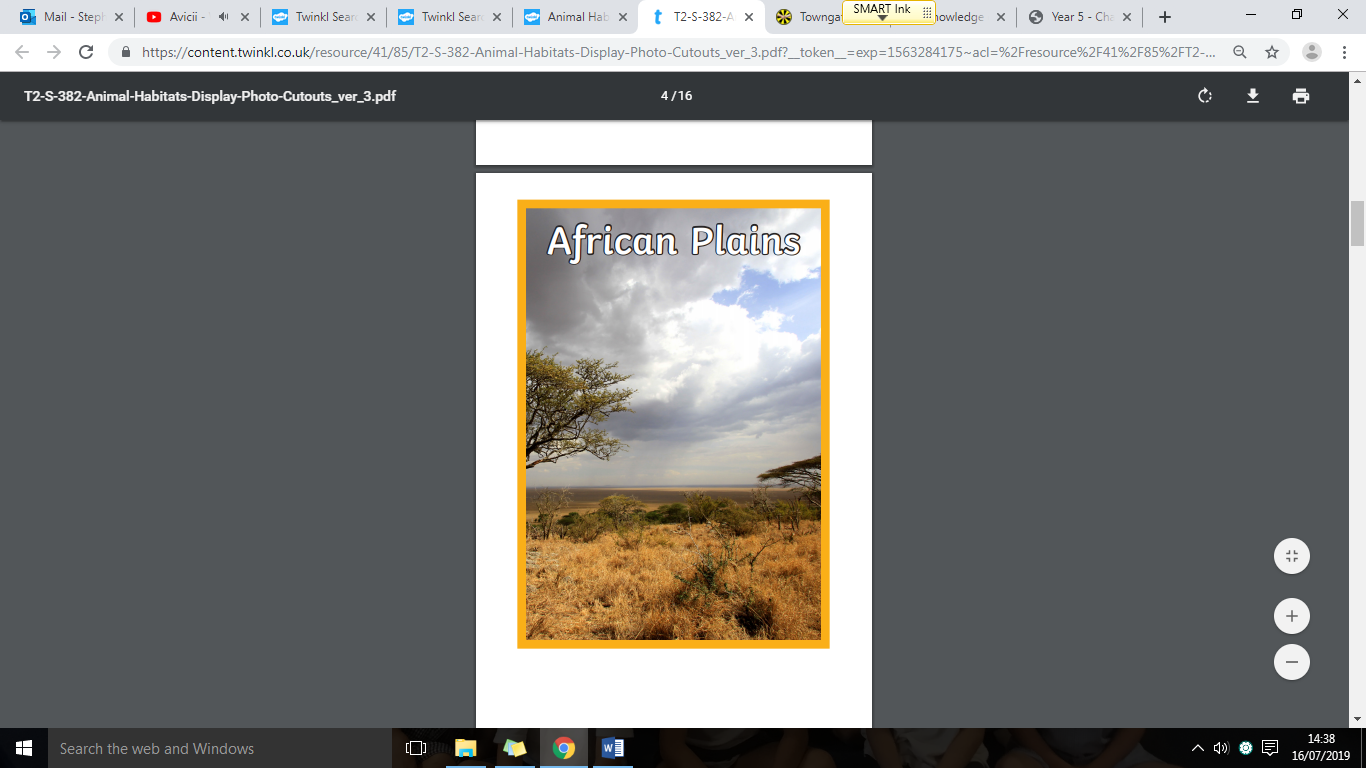 SMART Ink
Mail - Steph
Avicii -
Twinkl Sear
Twinkl Sear
Animal Hab
T2-S-382-A
Townga
nowledge
Year 5 - Cha
https://content.twinkl.co.uk/resource/41/85/T2-S-382-Animal-Habitats-Display-Photo-Cutouts_ver_3.pdf?__token__=exp=1563284175~acl=%2Fresource%2F41%2F85%2FT2-...
T2-S-382-Animal-Habitats-Display-Photo-Cutouts_ver_3.pdf
4 / 16
African Plains
Search the web and Windows
14:38
16/07/2019